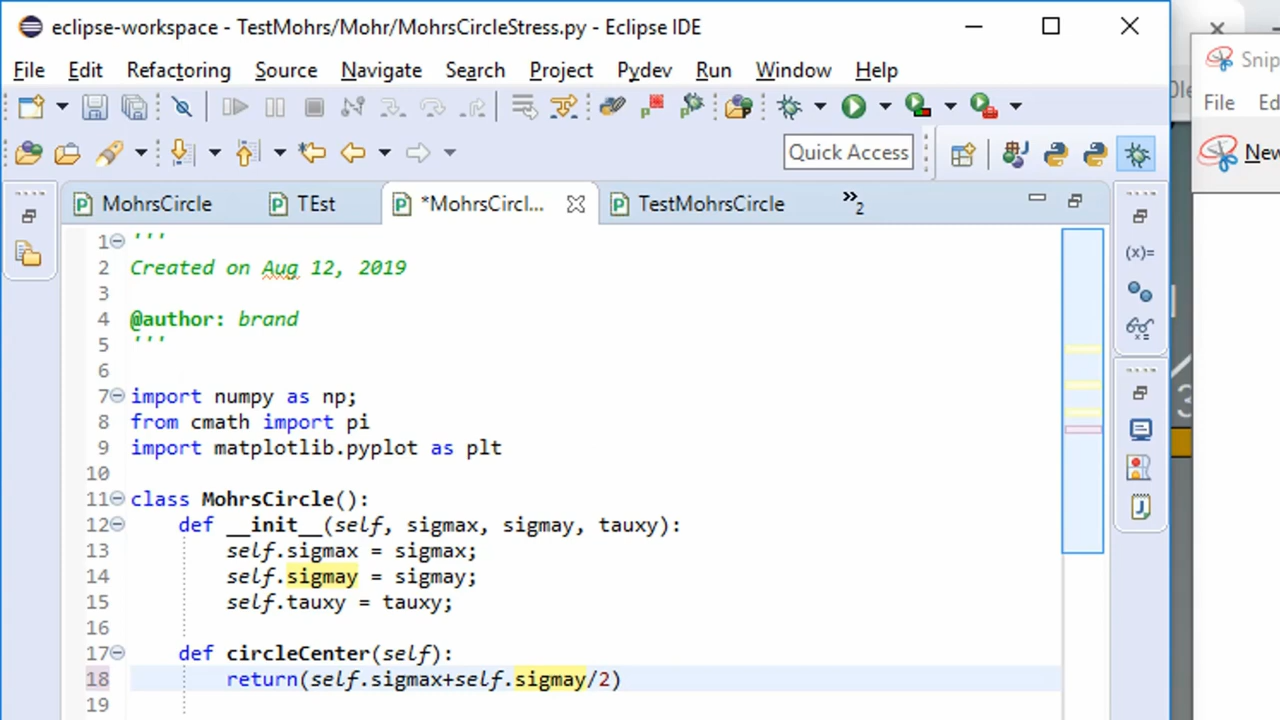 eclipse-workspace - TestMohrs/Mohr/MohrsCircleStress.py - Eclipse IDE
File Edit Refactoring Source Navigate Search Project Pydev Run Window Help
Quick Access
MohrsCircle TEst *MohrsCircl... TestMohrsCircle »2
(x)=
1 '''
2 Created on Aug 12, 2019
3
4 @author: brand
5 '''
6
7 import numpy as np;
8 from cmath import pi
9 import matplotlib.pyplot as plt
10
11 class MohrsCircle():
12 def __init__(self, sigmax, sigmay, tauxy):
13 self.sigmax = sigmax;
14 self.sigmay = sigmay;
15 self.tauxy = tauxy;
16
17 def circleCenter(self):
18 return(self.sigmax+self.sigmay/2)
19
Snip
File Ed
New
3